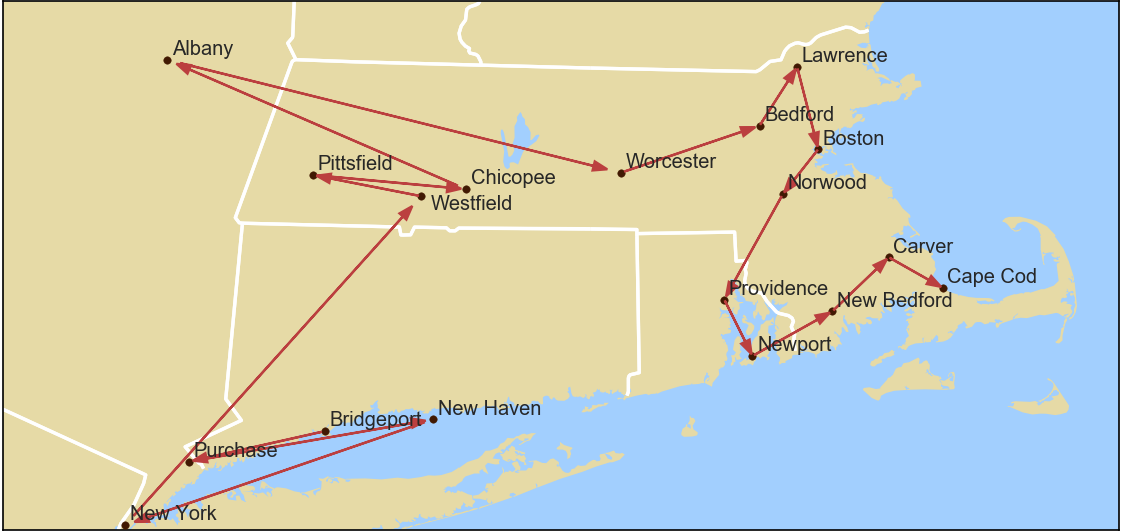 Albany
Lawrence
Bedford
Boston
Pittsfield
Worcester
Chicopee
Norwood
Westfield
Carver
Cape Cod
Providence
New Bedford
Newport
New Haven
Bridgeport
Purchase
New York